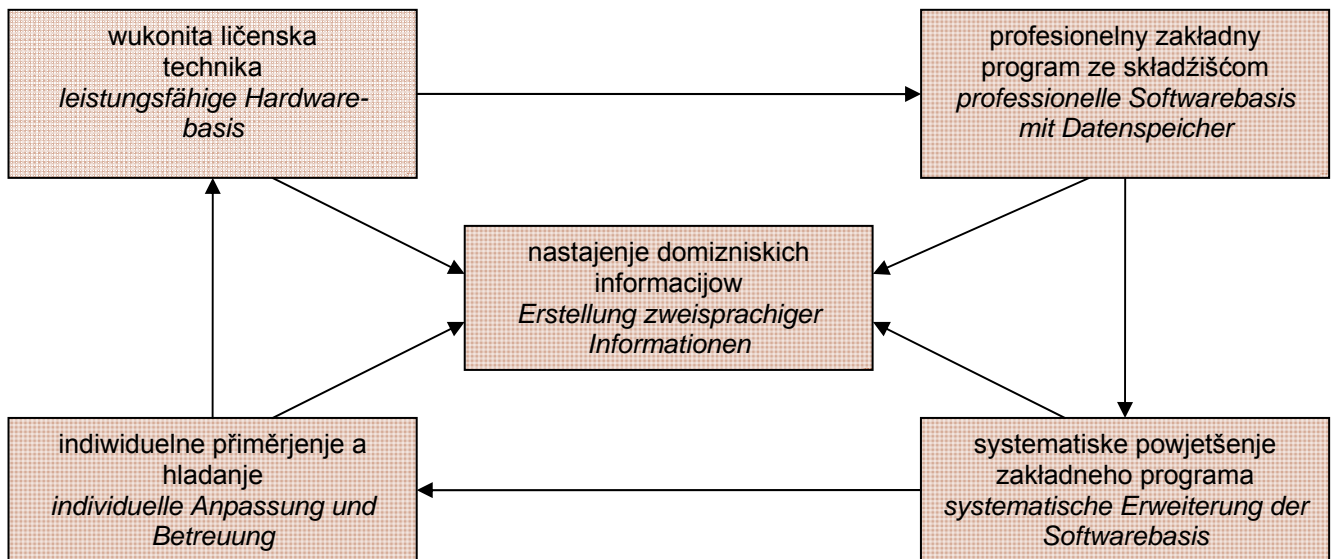 wukonita ličenska
technika
leistungsfähige Hardware-
basis
profesionelny zakładny
program ze składźišćom
professionelle Softwarebasis
mit Datenspeicher
nastajenje domizniskich
informacijow
Erstellung zweisprachiger
Informationen
indiwiduelne přiměrjenje a
hladanje
individuelle Anpassung und
Betreuung
systematiske powjetšenje
zakładneho programa
systematische Erweiterung der
Softwarebasis